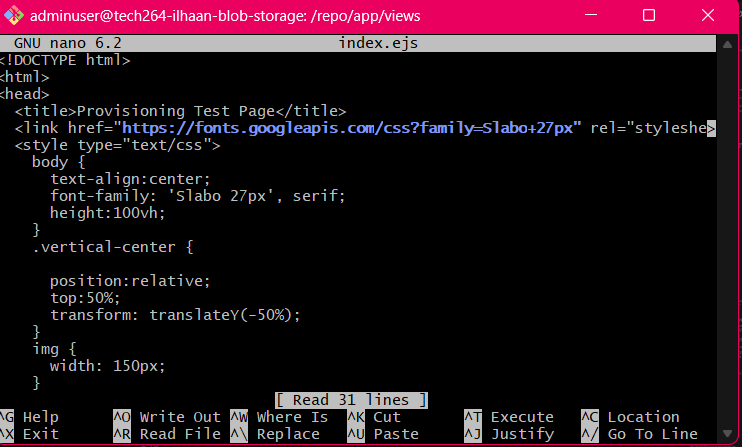 adminuser@tech264-ilhaan-blob-storage: /repo/app/views
GNU nano 6.2 index.ejs
<!DOCTYPE html>
<html>
<head>
  <title>Provisioning Test Page</title>
  <link href="https://fonts.googleapis.com/css?family=Slabo+27px" rel="styleshe>
  <style type="text/css">
    body {
      text-align:center;
      font-family: 'Slabo 27px', serif;
      height:100vh;
    }
    .vertical-center {

      position:relative;
      top:50%;
      transform: translateY(-50%);
    }
    img {
      width: 150px;
    }
[ Read 31 lines ]
^G Help ^O Write Out ^W Where Is ^K Cut ^T Execute ^C Location
^X Exit ^R Read File ^\ Replace ^U Paste ^J Justify ^/ Go To Line